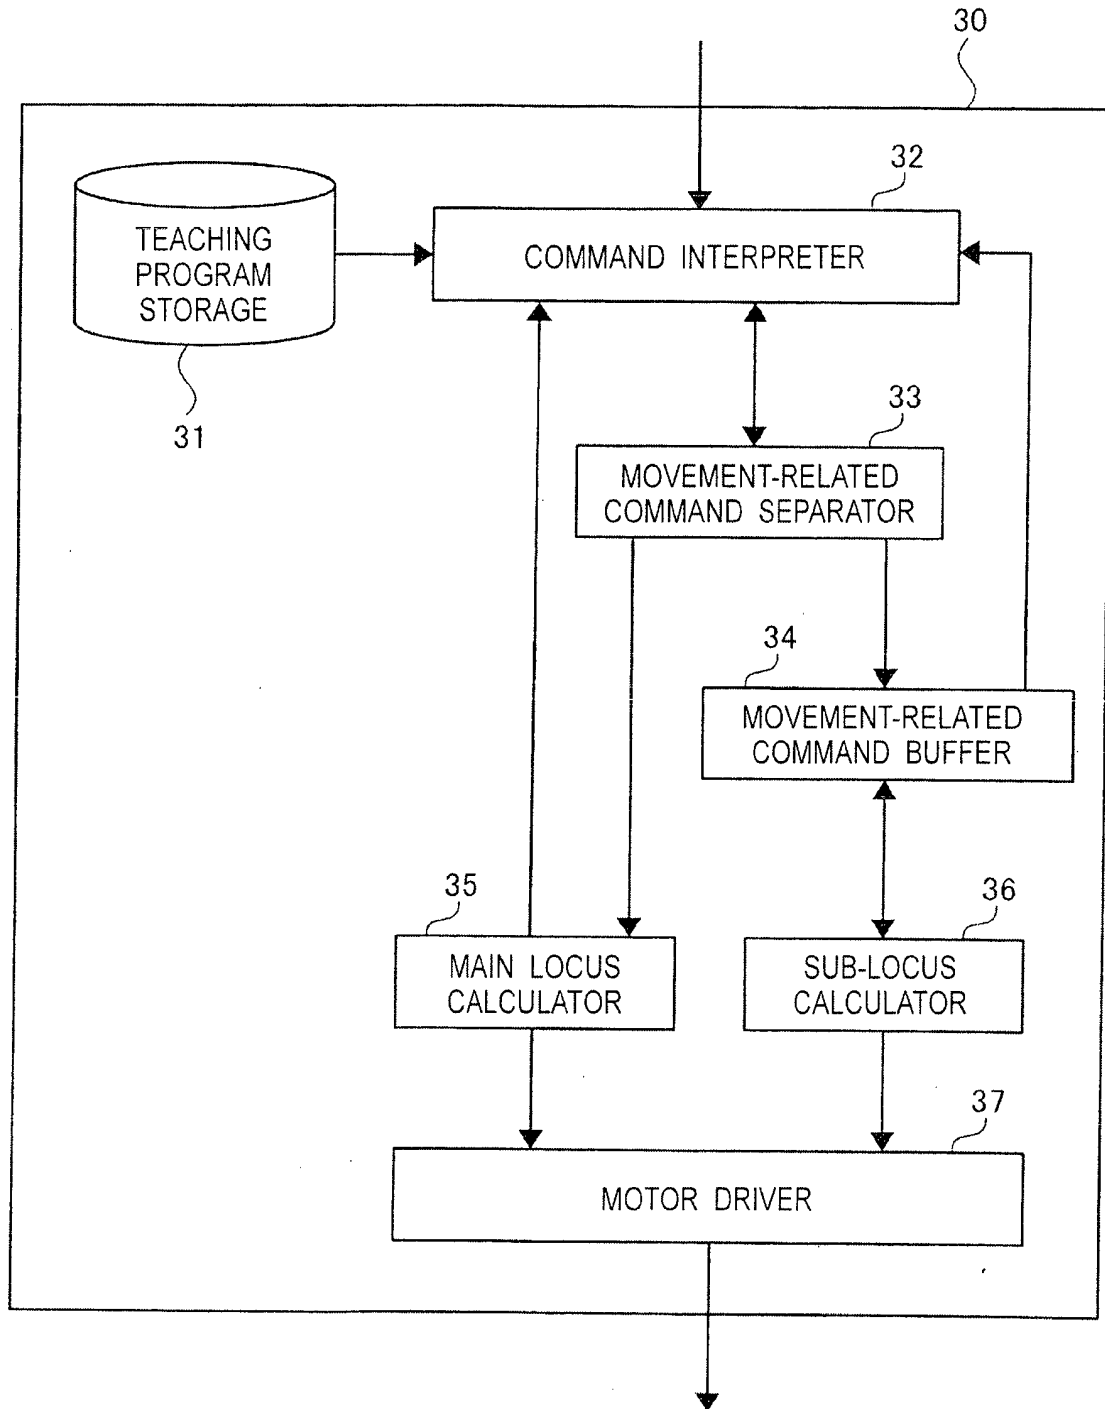 30
32
TEACHING
PROGRAM
STORAGE
COMMAND INTERPRETER
31
33
MOVEMENT-RELATED
COMMAND SEPARATOR
34
MOVEMENT-RELATED
COMMAND BUFFER
35
36
MAIN LOCUS
CALCULATOR
SUB-LOCUS
CALCULATOR
37
MOTOR DRIVER